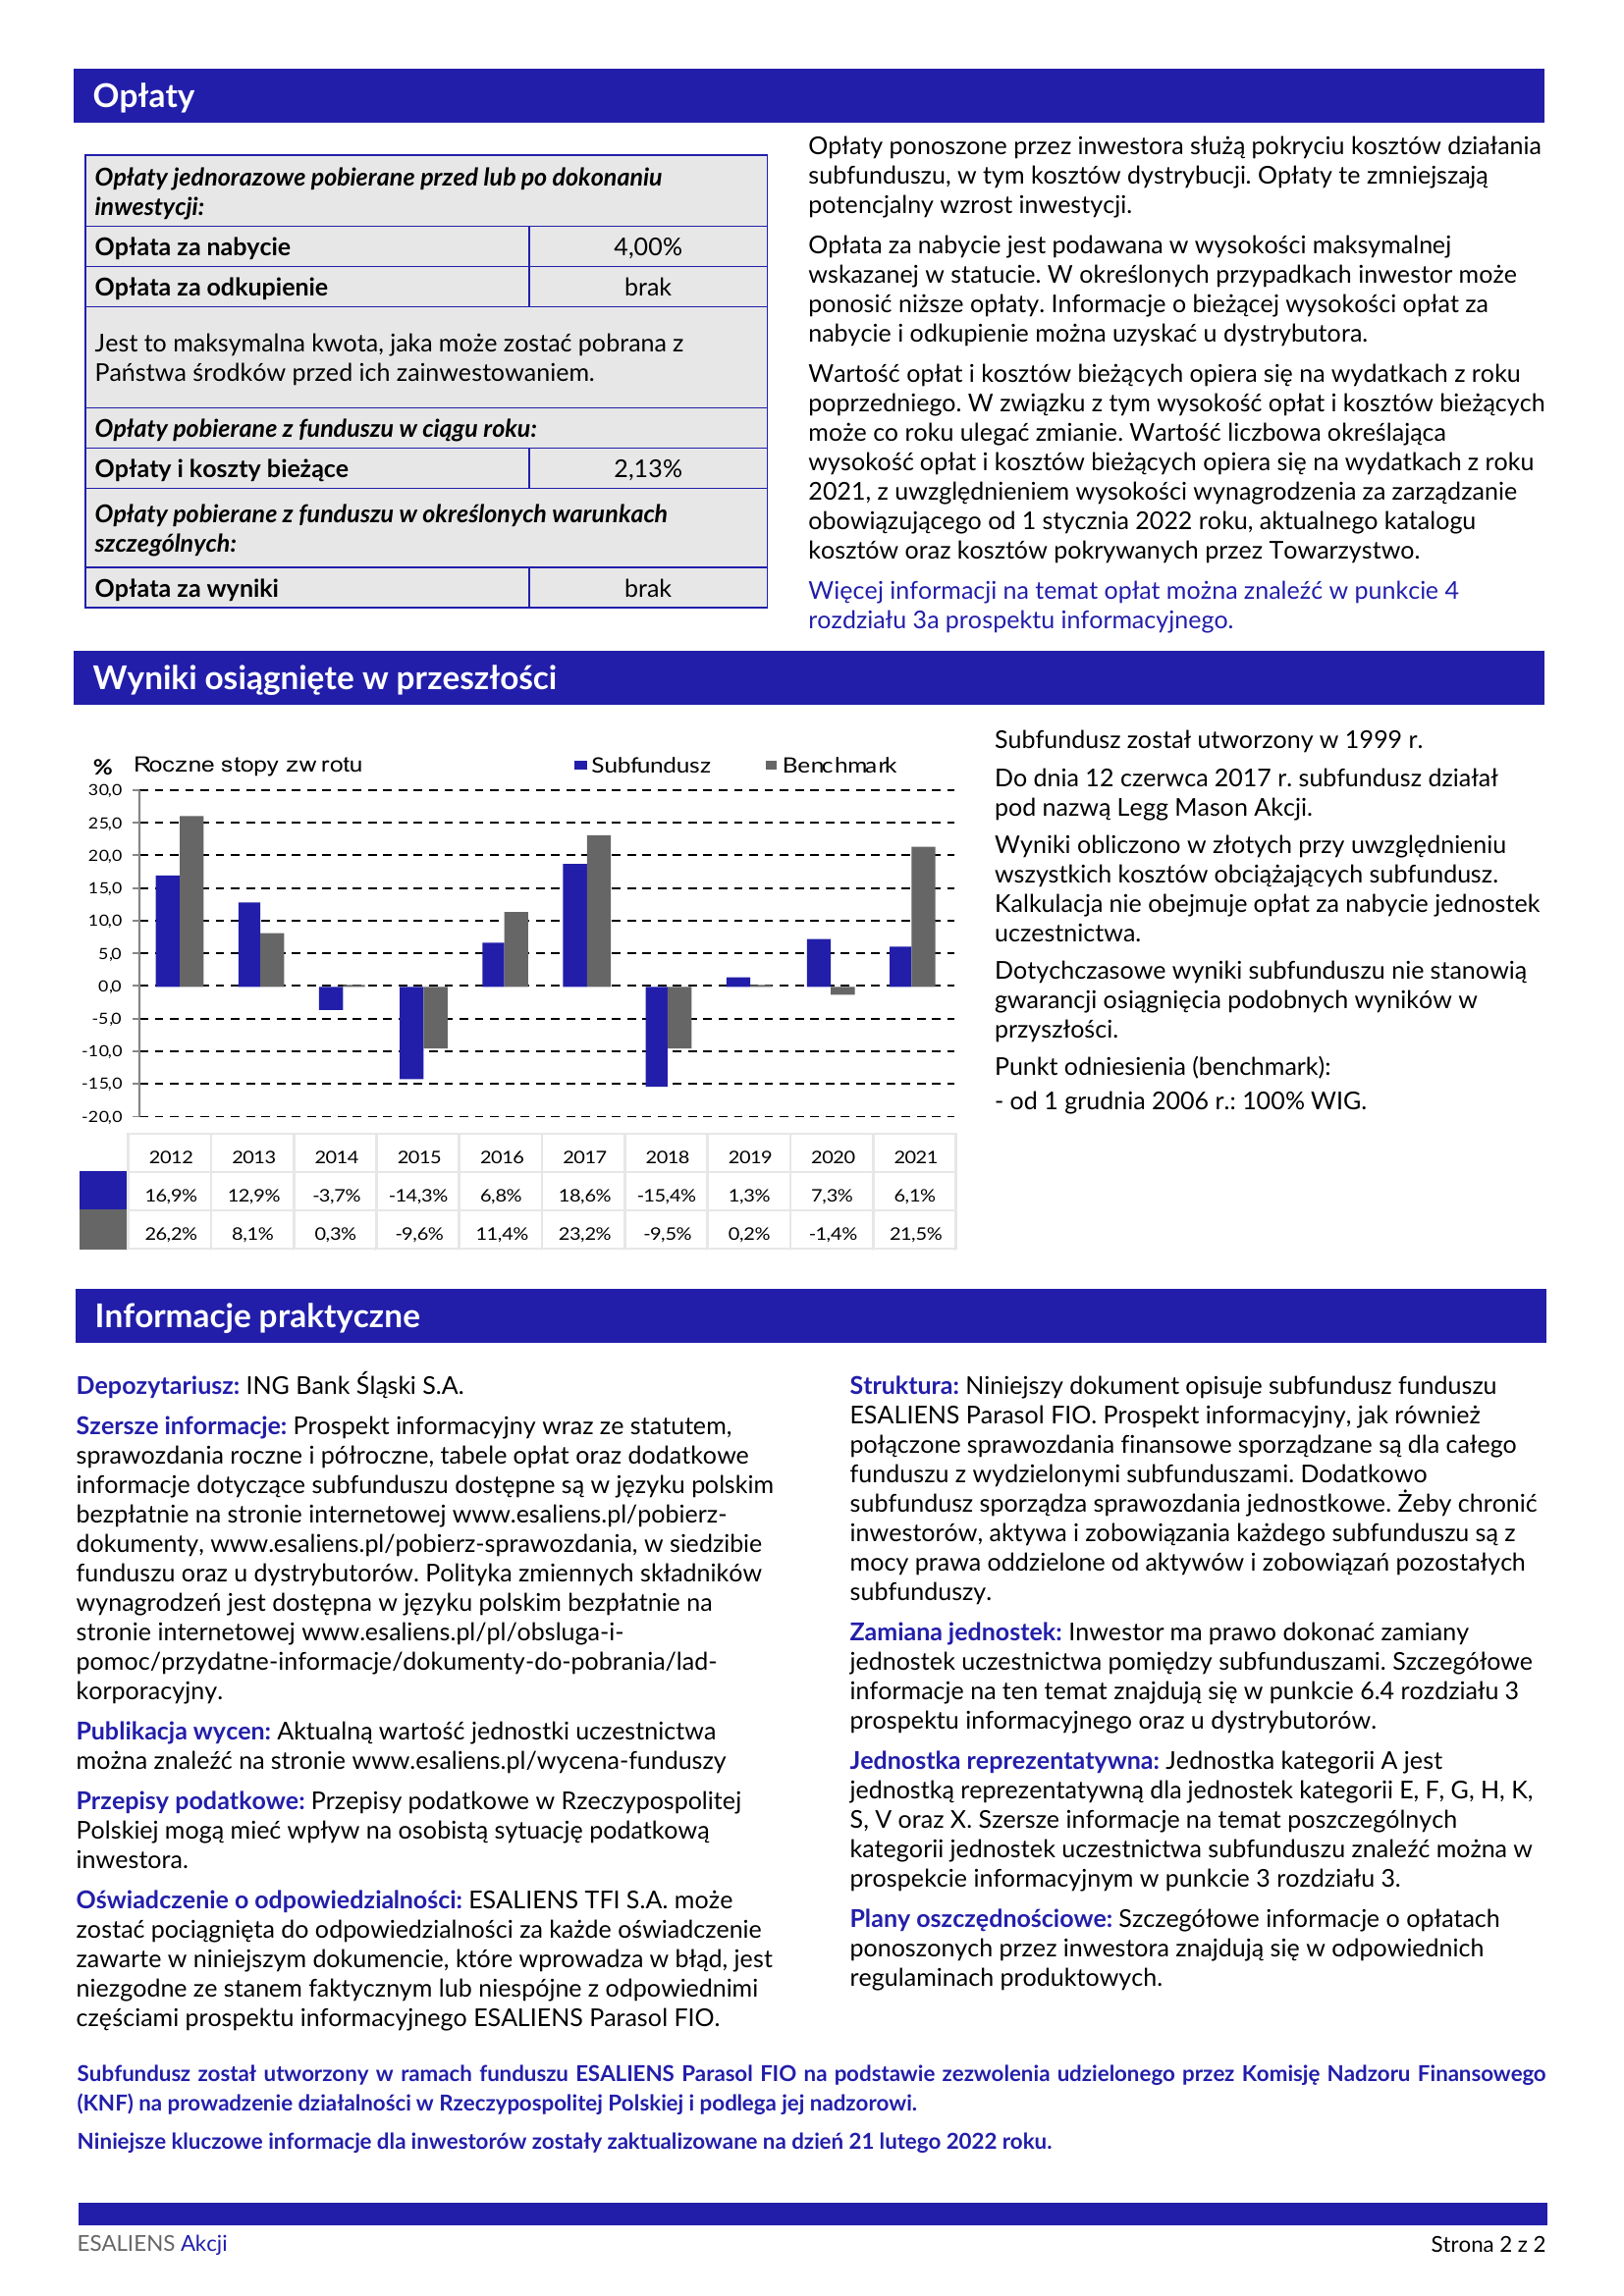 Opłaty
Opłaty jednorazowe pobierane przed lub po dokonaniu
inwestycji:
Opłata za nabycie 4,00%
Opłata za odkupienie brak
Jest to maksymalna kwota, jaka może zostać pobrana z
Państwa środków przed ich zainwestowaniem.
Opłaty pobierane z funduszu w ciągu roku:
Opłaty i koszty bieżące 2,13%
Opłaty pobierane z funduszu w określonych warunkach
szczególnych:
Opłata za wyniki brak
Opłaty ponoszone przez inwestora służą pokryciu kosztów działania
subfunduszu, w tym kosztów dystrybucji. Opłaty te zmniejszają
potencjalny wzrost inwestycji.
Opłata za nabycie jest podawana w wysokości maksymalnej
wskazanej w statucie. W określonych przypadkach inwestor może
ponosić niższe opłaty. Informacje o bieżącej wysokości opłat za
nabycie i odkupienie można uzyskać u dystrybutora.
Wartość opłat i kosztów bieżących opiera się na wydatkach z roku
poprzedniego. W związku z tym wysokość opłat i kosztów bieżących
może co roku ulegać zmianie. Wartość liczbowa określająca
wysokość opłat i kosztów bieżących opiera się na wydatkach z roku
2021, z uwzględnieniem wysokości wynagrodzenia za zarządzanie
obowiązującego od 1 stycznia 2022 roku, aktualnego katalogu
kosztów oraz kosztów pokrywanych przez Towarzystwo.
Więcej informacji na temat opłat można znaleźć w punkcie 4
rozdziału 3a prospektu informacyjnego.
Wyniki osiągnięte w przeszłości
% Roczne stopy zwrotu Subfundusz Benchmark
30,0
25,0
20,0
15,0
10,0
5,0
0,0
-5,0
-10,0
-15,0
-20,0
2012 2013 2014 2015 2016 2017 2018 2019 2020 2021
16,9% 12,9% -3,7% -14,3% 6,8% 18,6% -15,4% 1,3% 7,3% 6,1%
26,2% 8,1% 0,3% -9,6% 11,4% 23,2% -9,5% 0,2% -1,4% 21,5%
Subfundusz został utworzony w 1999 r.
Do dnia 12 czerwca 2017 r. subfundusz działał
pod nazwą Legg Mason Akcji.
Wyniki obliczono w złotych przy uwzględnieniu
wszystkich kosztów obciążających subfundusz.
Kalkulacja nie obejmuje opłat za nabycie jednostek
uczestnictwa.
Dotychczasowe wyniki subfunduszu nie stanowią
gwarancji osiągnięcia podobnych wyników w
przyszłości.
Punkt odniesienia (benchmark):
- od 1 grudnia 2006 r.: 100% WIG.
Informacje praktyczne
Depozytariusz: ING Bank Śląski S.A.
Szersze informacje: Prospekt informacyjny wraz ze statutem,
sprawozdania roczne i półroczne, tabele opłat oraz dodatkowe
informacje dotyczące subfunduszu dostępne są w języku polskim
bezpłatnie na stronie internetowej www.esaliens.pl/pobierz-
dokumenty, www.esaliens.pl/pobierz-sprawozdania, w siedzibie
funduszu oraz u dystrybutorów. Polityka zmiennych składników
wynagrodzeń jest dostępna w języku polskim bezpłatnie na
stronie internetowej www.esaliens.pl/pl/obsluga-i-
pomoc/przydatne-informacje/dokumenty-do-pobrania/lad-
korporacyjny.
Publikacja wycen: Aktualną wartość jednostki uczestnictwa
można znaleźć na stronie www.esaliens.pl/wycena-funduszy
Przepisy podatkowe: Przepisy podatkowe w Rzeczypospolitej
Polskiej mogą mieć wpływ na osobistą sytuację podatkową
inwestora.
Oświadczenie o odpowiedzialności: ESALIENS TFI S.A. może
zostać pociągnięta do odpowiedzialności za każde oświadczenie
zawarte w niniejszym dokumencie, które wprowadza w błąd, jest
niezgodne ze stanem faktycznym lub niespójne z odpowiednimi
częściami prospektu informacyjnego ESALIENS Parasol FIO.
Struktura: Niniejszy dokument opisuje subfundusz funduszu
ESALIENS Parasol FIO. Prospekt informacyjny, jak również
połączone sprawozdania finansowe sporządzane są dla całego
funduszu z wydzielonymi subfunduszami. Dodatkowo
subfundusz sporządza sprawozdania jednostkowe. Żeby chronić
inwestorów, aktywa i zobowiązania każdego subfunduszu są z
mocy prawa oddzielone od aktywów i zobowiązań pozostałych
subfunduszy.
Zamiana jednostek: Inwestor ma prawo dokonać zamiany
jednostek uczestnictwa pomiędzy subfunduszami. Szczegółowe
informacje na ten temat znajdują się w punkcie 6.4 rozdziału 3
prospektu informacyjnego oraz u dystrybutorów.
Jednostka reprezentatywna: Jednostka kategorii A jest
jednostką reprezentatywną dla jednostek kategorii E, F, G, H, K,
S, V oraz X. Szersze informacje na temat poszczególnych
kategorii jednostek uczestnictwa subfunduszu znaleźć można w
prospekcie informacyjnym w punkcie 3 rozdziału 3.
Plany oszczędnościowe: Szczegółowe informacje o opłatach
ponoszonych przez inwestora znajdują się w odpowiednich
regulaminach produktowych.
Subfundusz został utworzony w ramach funduszu ESALIENS Parasol FIO na podstawie zezwolenia udzielonego przez Komisję Nadzoru Finansowego
(KNF) na prowadzenie działalności w Rzeczypospolitej Polskiej i podlega jej nadzorowi.
Niniejsze kluczowe informacje dla inwestorów zostały zaktualizowane na dzień 21 lutego 2022 roku.
ESALIENS Akcji Strona 2 z 2